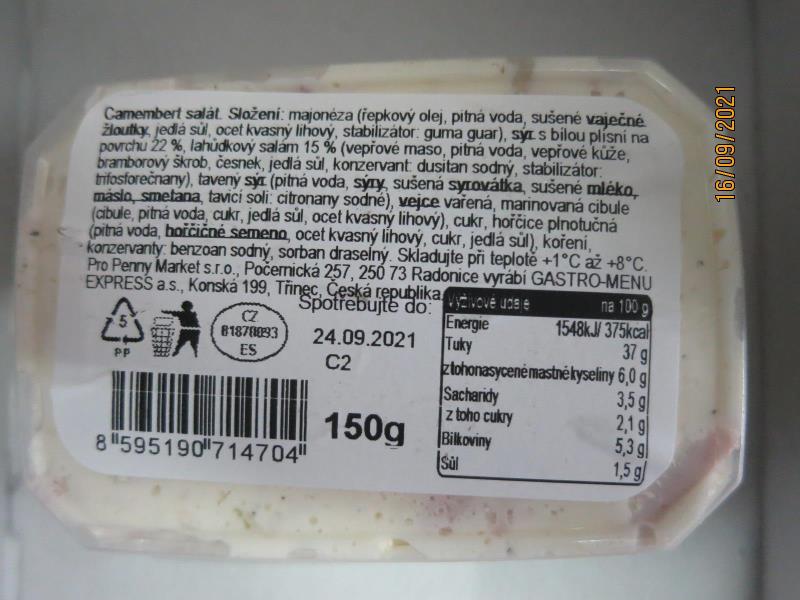 Camembert salát. Složení: majonéza (řepkový olej, pitná voda, sušené vaječné
žloutky, jedlá sůl, ocet kvasný lihový, stabilizátor: guma guar), sýr s bílou plísní na
povrchu 22 %, lahůdkový salám 15 % (vepřové maso, pitná voda, vepřové kůže,
bramborový škrob, česnek, jedlá sůl, konzervant: dusitan sodný, stabilizátor:
trifosforečnany), tavený sýr (pitná voda, sýry, sušená syrovátka, sušené mléko,
máslo, smetana, tavicí soli: citronany sodné), vejce vařená, marinovaná cibule
(cibule, pitná voda, cukr, jedlá sůl, ocet kvasný lihový), cukr, hořčice plnotučná
(pitná voda, hořčičné semeno, ocet kvasný lihový, cukr, jedlá sůl), koření,
konzervanty: benzoan sodný, sorban draselný. Skladujte při teplotě +1°C až +8°C.
Pro Penny Market s.r.o., Počernická 257, 250 73 Radonice vyrábí GASTRO-MENU
EXPRESS a.s., Konská 199, Třinec, Česká republika
Spotřebujte do:
24.09.2021
C2
5
PP
CZ
81878093
ES
150g
8 595190 714704
Výživové údaje na 100 g
Energie 1548kJ/ 375kcal
Tuky 37 g
z toho nasycené mastné kyseliny 6,0 g
Sacharidy 3,5 g
z toho cukry 2,1 g
Bílkoviny 5,3 g
Sůl 1,5 g
16/09/2021